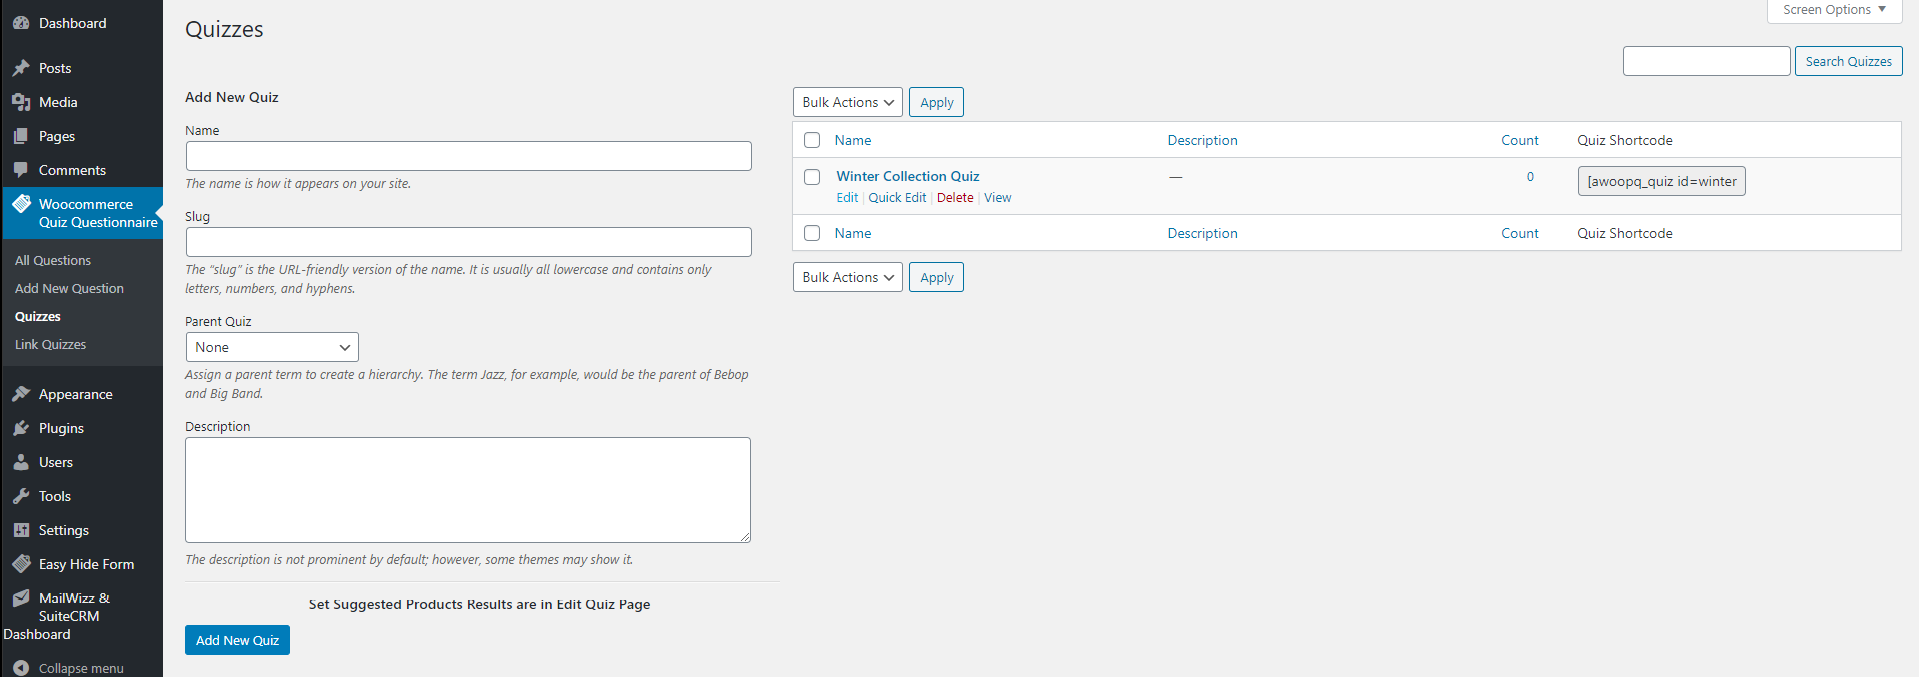 Dashboard
Posts
Media
Pages
Comments
Woocommerce
Quiz Questionnaire
All Questions
Add New Question
Quizzes
Link Quizzes
Appearance
Plugins
Users
Tools
Settings
Easy Hide Form
MailWizz &
SuiteCRM
Dashboard
Collapse menu
Screen Options
Quizzes
Search Quizzes
Add New Quiz
Name
The name is how it appears on your site.
Slug
The “slug” is the URL-friendly version of the name. It is usually all lowercase and contains only
letters, numbers, and hyphens.
Parent Quiz
None
Assign a parent term to create a hierarchy. The term Jazz, for example, would be the parent of Bebop
and Big Band.
Description
The description is not prominent by default; however, some themes may show it.
Set Suggested Products Results are in Edit Quiz Page
Add New Quiz
Bulk Actions Apply
Name Description Count Quiz Shortcode
Winter Collection Quiz — 0 [awoopq_quiz id=winter
Edit | Quick Edit | Delete | View
Name Description Count Quiz Shortcode
Bulk Actions Apply